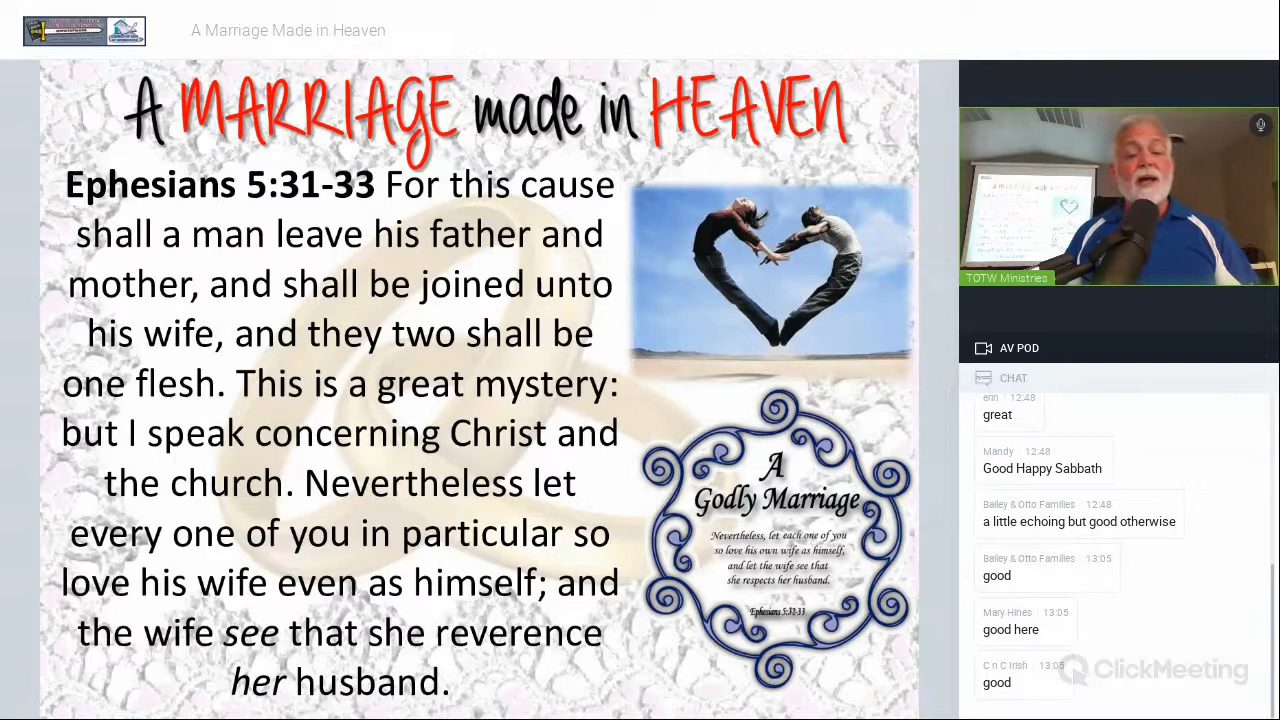 A Marriage Made in Heaven
A MARRIAGE made in HEAVEN
Ephesians 5:31-33 For this cause
shall a man leave his father and
mother, and shall be joined unto
his wife, and they two shall be
one flesh. This is a great mystery:
but I speak concerning Christ and
the church. Nevertheless let
every one of you in particular so
love his wife even as himself; and
the wife see that she reverence
her husband.
A
Godly Marriage
Nevertheless, let each one of you
so love his own wife as himself,
and let the wife see that
she respects her husband.
Ephesians 5:32-33
TOTW Ministries
AV POD
CHAT
erin 12:48
great
Mandy 12:48
Good Happy Sabbath
Bailey & Otto Families 12:48
a little echoing but good otherwise
Bailey & Otto Families 13:05
good
Mary Hines 13:05
good here
C n C Irish 13:05
good
ClickMeeting